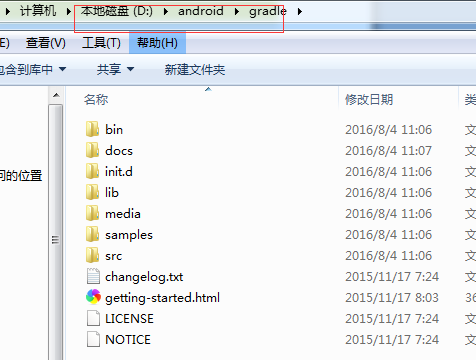 计算机 本地磁盘 (D:) android gradle
(E) 查看(V) 工具(T) 帮助(H)
包含到库中 共享 新建文件夹
名称 修改日期 类
bin 2016/8/4 11:06 文
docs 2016/8/4 11:07 文
init.d 2016/8/4 11:06 文
lib 2016/8/4 11:06 文
问的位置
media 2016/8/4 11:06 文
samples 2016/8/4 11:06 文
src 2016/8/4 11:06 文
changelog.txt 2015/11/17 7:24 文
getting-started.html 2015/11/17 8:03 36
LICENSE 2015/11/17 7:24 文
NOTICE 2015/11/17 7:24 文